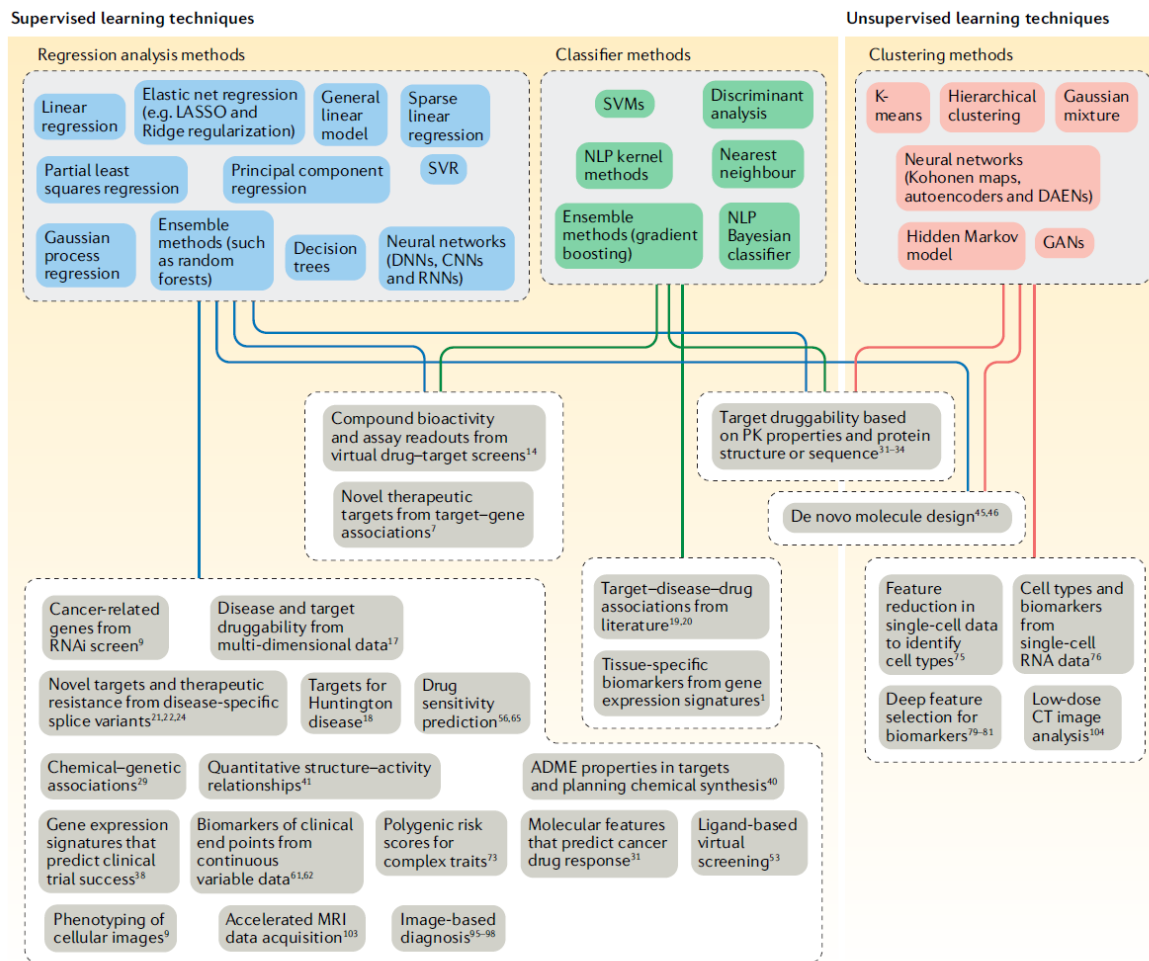 Supervised learning techniques
Unsupervised learning techniques
Regression analysis methods
Classifier methods
Clustering methods
Linear
regression
Elastic net regression
(e.g. LASSO and
Ridge regularization)
General
linear
model
Sparse
linear
regression
Partial least
squares regression
Principal component
regression
SVR
Gaussian
process
regression
Ensemble
methods (such
as random
forests)
Decision
trees
Neural networks
(DNNs, CNNs
and RNNs)
SVMs
Discriminant
analysis
NLP kernel
methods
Nearest
neighbour
Ensemble
methods (gradient
boosting)
NLP
Bayesian
classifier
K-
means
Hierarchical
clustering
Gaussian
mixture
Neural networks
(Kohonen maps,
autoencoders and DAENs)
Hidden Markov
model
GANs
Compound bioactivity
and assay readouts from
virtual drug–target screens¹⁴
Novel therapeutic
targets from target–gene
associations⁷
Target druggability based
on PK properties and protein
structure or sequence³¹⁻³⁴
De novo molecule design⁴⁵,⁴⁶
Target–disease–drug
associations from
literature¹⁹,²⁰
Tissue-specific
biomarkers from gene
expression signatures¹
Feature
reduction in
single-cell data
to identify
cell types⁷⁵
Cell types and
biomarkers
from
single-cell
RNA data⁷⁶
Deep feature
selection for
biomarkers⁷⁹⁻⁸¹
Low-dose
CT image
analysis¹⁰⁴
Cancer-related
genes from
RNAi screen⁹
Disease and target
druggability from
multi-dimensional data¹⁷
Novel targets and therapeutic
resistance from disease-specific
splice variants²¹,²²,²⁴
Targets for
Huntington
disease¹⁸
Drug
sensitivity
prediction⁵⁶,⁶⁵
Chemical–genetic
associations²⁹
Quantitative structure–activity
relationships⁴¹
ADME properties in targets
and planning chemical synthesis⁴⁰
Gene expression
signatures that
predict clinical
trial success³⁸
Biomarkers of clinical
end points from
continuous
variable data⁶¹,⁶²
Polygenic risk
scores for
complex traits⁷³
Molecular features
that predict cancer
drug response³¹
Ligand-based
virtual
screening⁵³
Phenotyping of
cellular images⁹
Accelerated MRI
data acquisition¹⁰³
Image-based
diagnosis⁹⁵⁻⁹⁸